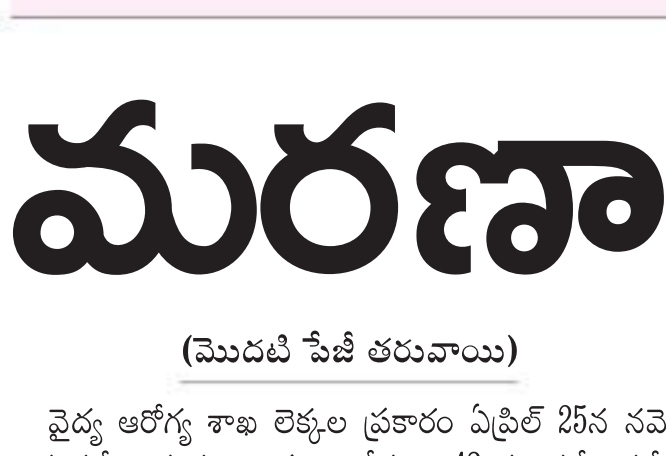 మరణా
(మొదటి పేజీ తరువాయి)
వైద్య ఆరోగ్య శాఖ లెక్కల ప్రకారం ఏప్రిల్ 25న